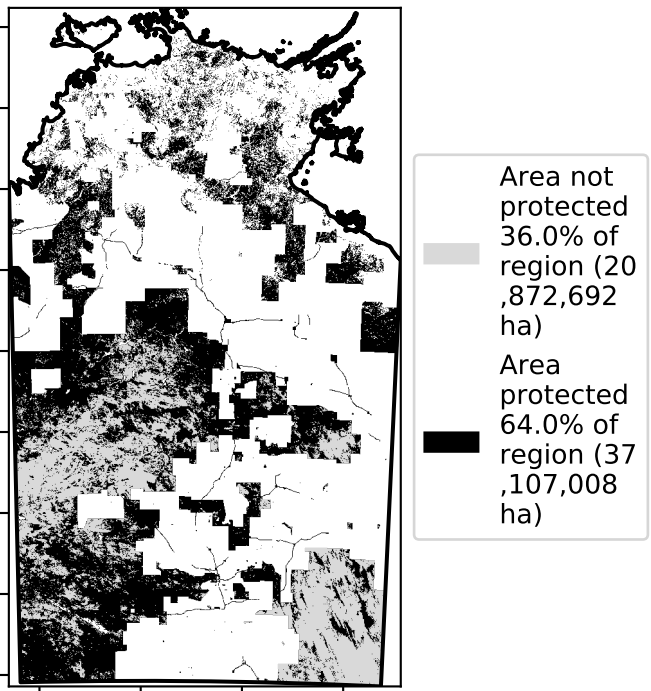 Area not
protected
36.0% of
region (20
,872,692
ha)
Area
protected
64.0% of
region (37
,107,008
ha)